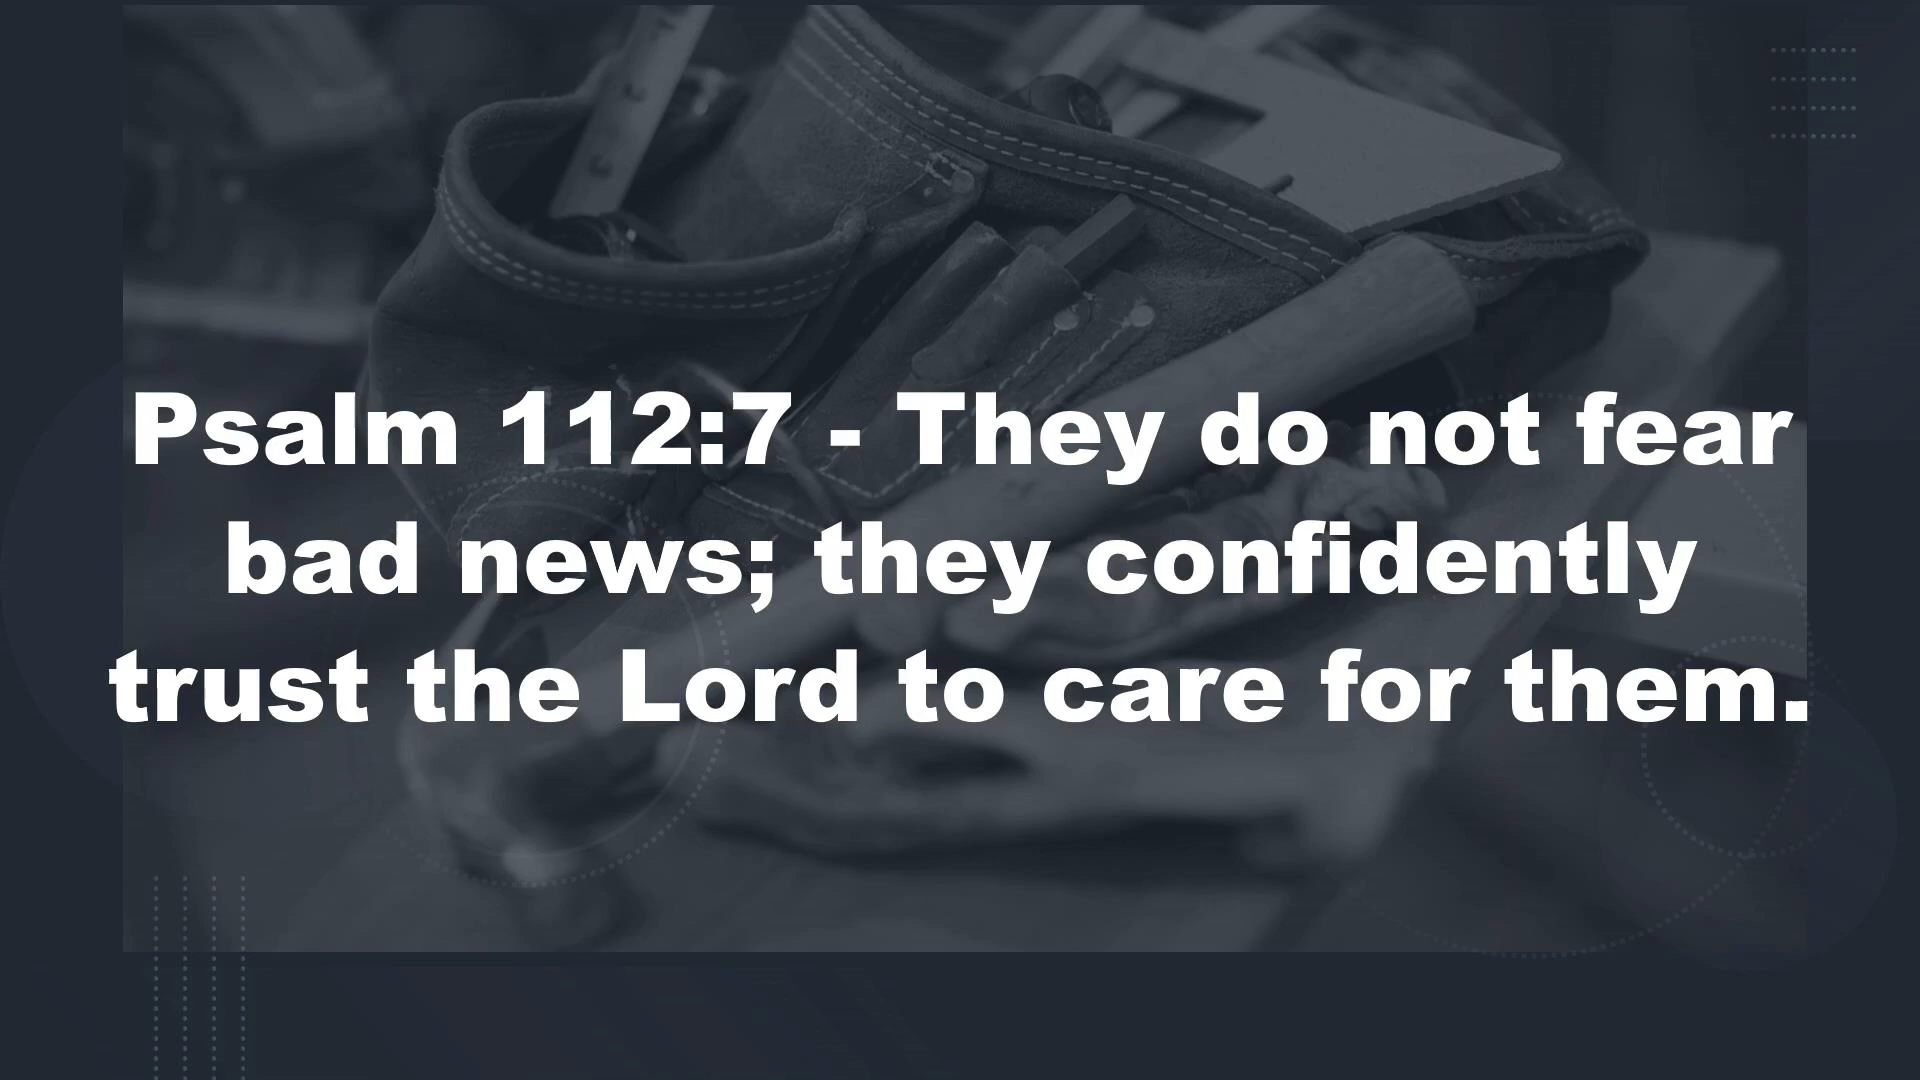 Psalm 112:7 - They do not fear
bad news; they confidently
trust the Lord to care for them.